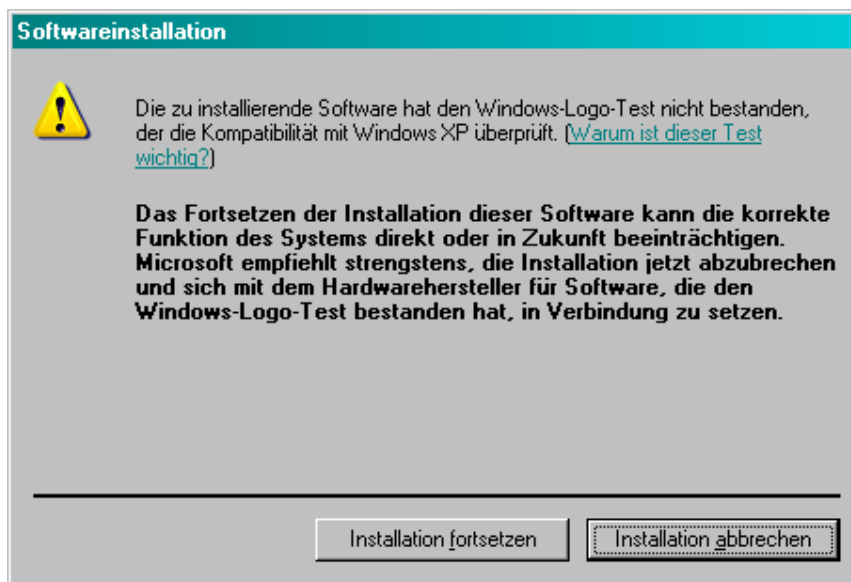 Softwareinstallation
Die zu installierende Software hat den Windows-Logo-Test nicht bestanden,
der die Kompatibilität mit Windows XP überprüft. (Warum ist dieser Test
wichtig?)
Das Fortsetzen der Installation dieser Software kann die korrekte
Funktion des Systems direkt oder in Zukunft beeinträchtigen.
Microsoft empfiehlt strengstens, die Installation jetzt abzubrechen
und sich mit dem Hardwarehersteller für Software, die den
Windows-Logo-Test bestanden hat, in Verbindung zu setzen.
Installation fortsetzen
Installation abbrechen